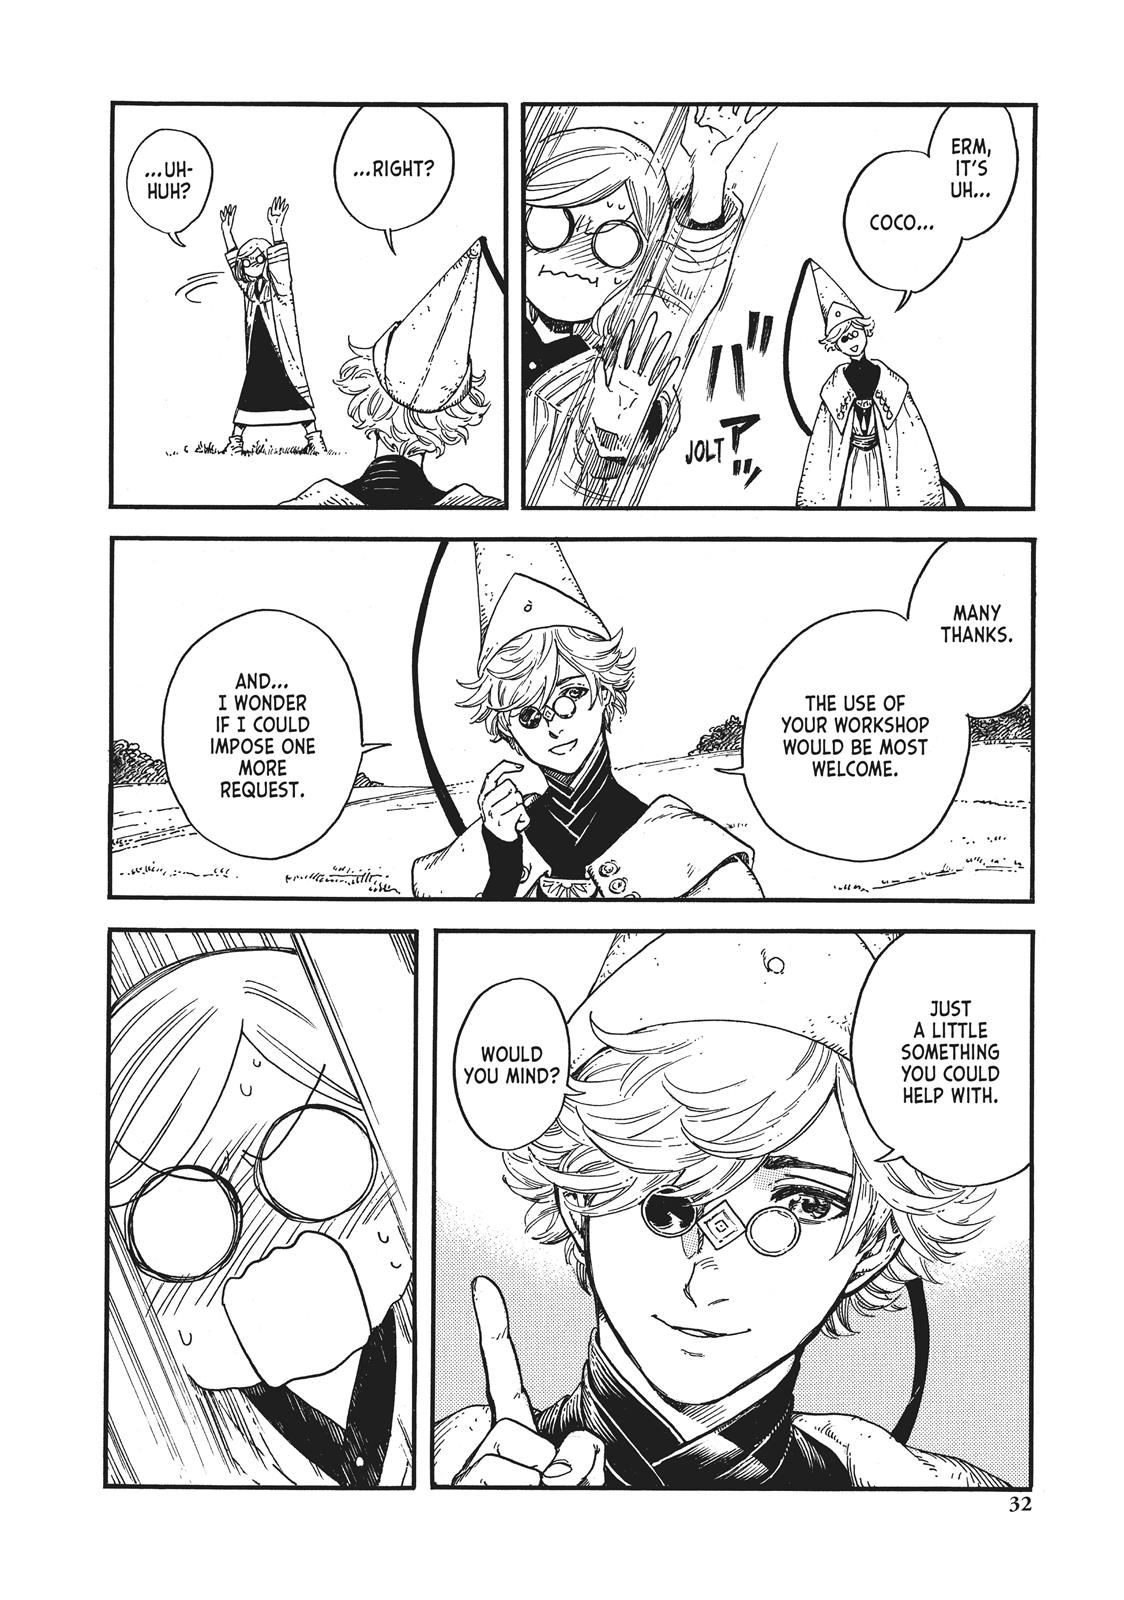 ERM,
IT'S
UH...
COCO...
バッ
JOLT
...RIGHT?
...UH-
HUH?
MANY
THANKS.
THE USE OF
YOUR WORKSHOP
WOULD BE MOST
WELCOME.
AND...
I WONDER
IF I COULD
IMPOSE ONE
MORE
REQUEST.
JUST
A LITTLE
SOMETHING
YOU COULD
HELP WITH.
WOULD
YOU MIND?
32